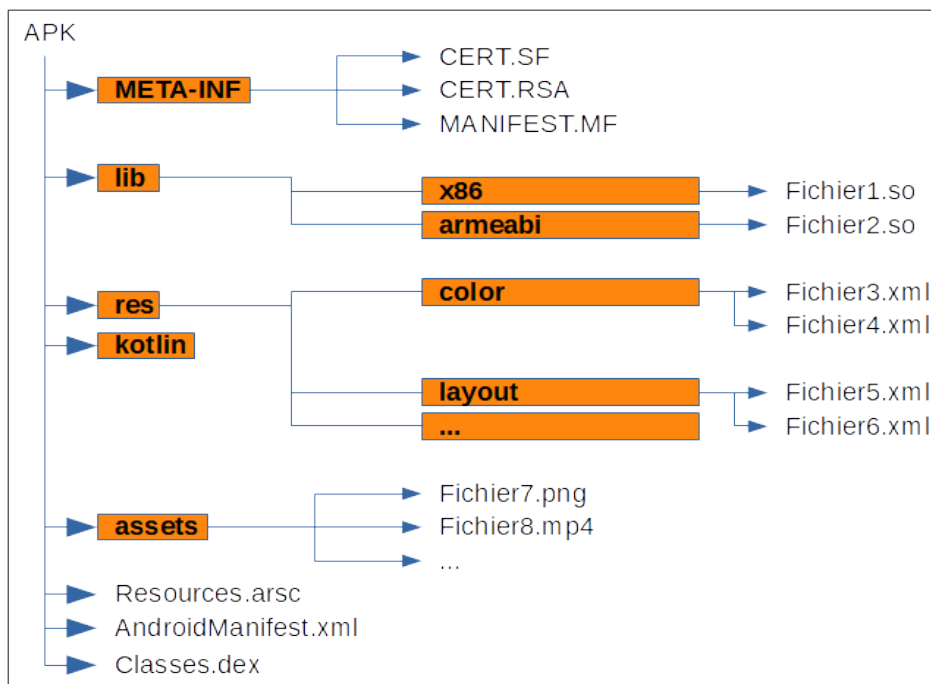 APK
META-INF
CERT.SF
CERT.RSA
MANIFEST.MF
lib
x86
Fichier1.so
armeabi
Fichier2.so
res
color
Fichier3.xml
Fichier4.xml
kotlin
layout
Fichier5.xml
...
Fichier6.xml
assets
Fichier7.png
Fichier8.mp4
...
Resources.arsc
AndroidManifest.xml
Classes.dex